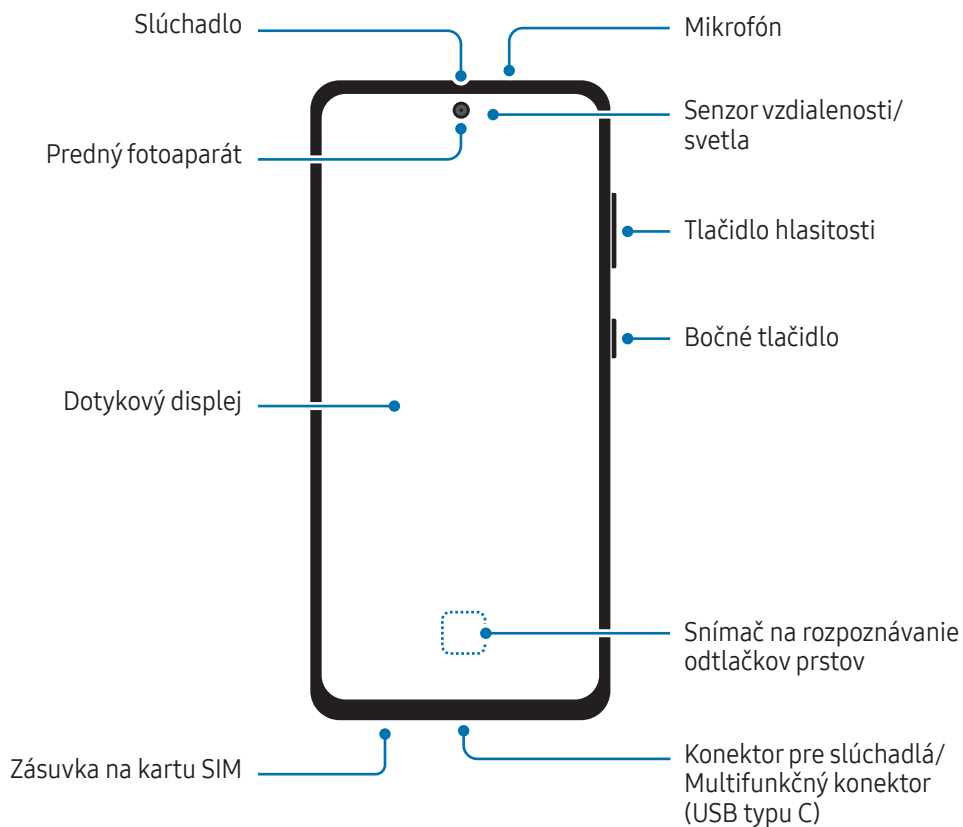 Slúchadlo
Mikrofón
Senzor vzdialenosti/
svetla
Predný fotoaparát
Tlačidlo hlasitosti
Bočné tlačidlo
Dotykový displej
Snímač na rozpoznávanie
odtlačkov prstov
Zásuvka na kartu SIM
Konektor pre slúchadlá/
Multifunkčný konektor
(USB typu C)